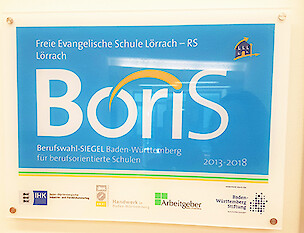 Freie Evangelische Schule Lörrach – RS
Lörrach
BoriS
Berufswahl-SIEGEL Baden-Württemberg
für berufsorientierte Schulen
2013-2018
IHK
Handwerk
Arbeitgeber
Baden-
Württemberg
Stiftung